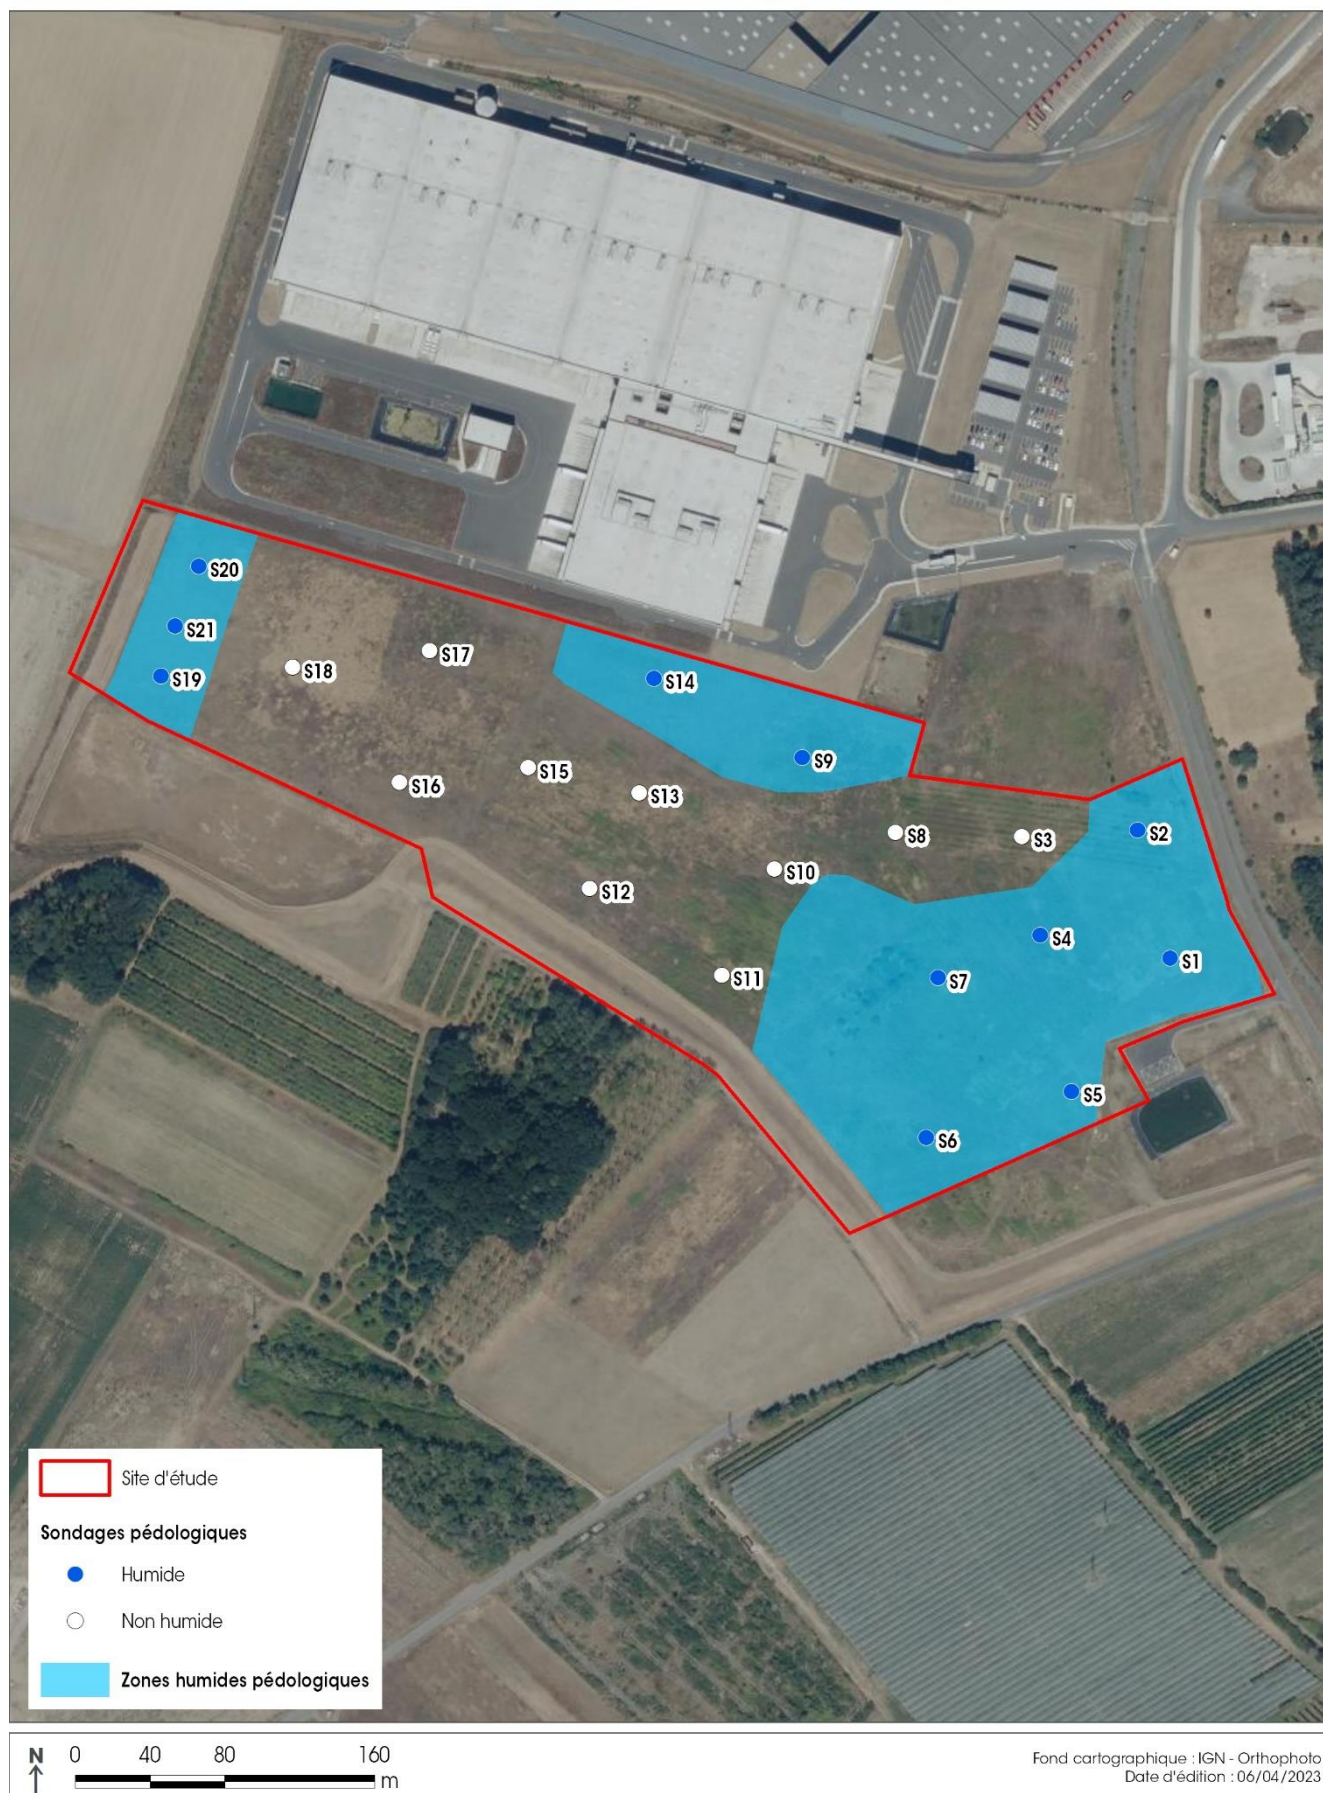 S20
S21
S19
S18
S17
S14
S9
S16
S15
S13
S8
S3
S2
S10
S12
S4
S1
S11
S7
S5
S6
Site d'étude
Sondages pédologiques
Humide
Non humide
Zones humides pédologiques
N
0 40 80 160
m
Fond cartographique : IGN - Orthophoto
Date d'édition : 06/04/2023